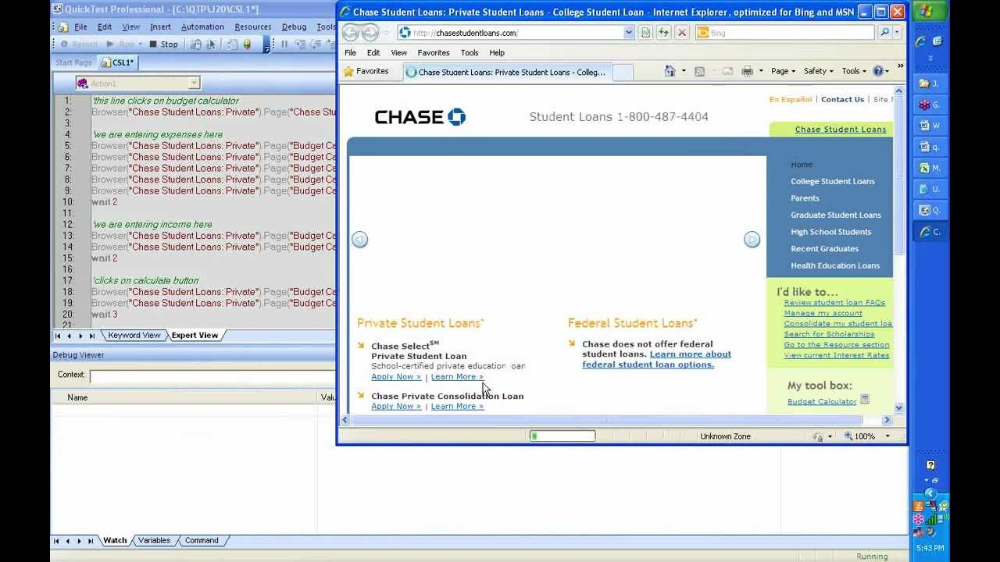 QuickTest Professional - [C:\QTP\J20\CSL1*]
File Edit View Insert Automation Resources Debug Tools
Record Run Stop
Start Page CSL1*
Action1
1: 'this line clicks on budget calculator
2: Browser("Chase Student Loans: Private").Page("Chase Stu
3:
4: 'we are entering expenses here
5: Browser("Chase Student Loans: Private").Page("Budget Ca
6: Browser("Chase Student Loans: Private").Page("Budget Ca
7: Browser("Chase Student Loans: Private").Page("Budget Ca
8: Browser("Chase Student Loans: Private").Page("Budget Ca
9: Browser("Chase Student Loans: Private").Page("Budget Ca
10: wait 2
11:
12: 'we are entering income here
13: Browser("Chase Student Loans: Private").Page("Budget Ca
14: Browser("Chase Student Loans: Private").Page("Budget Ca
15: wait 2
16:
17: 'clicks on calculate button
18: Browser("Chase Student Loans: Private").Page("Budget Ca
19: Browser("Chase Student Loans: Private").Page("Budget Ca
20: wait 3
21:
Keyword View Expert View
Debug Viewer
Context:
Name Valu
Watch Variables Command
Running
Chase Student Loans: Private Student Loans - College Student Loan - Internet Explorer, optimized for Bing and MSN
http://chasestudentloans.com/
Bing
File Edit View Favorites Tools Help
Favorites Chase Student Loans: Private Student Loans - Colleg... Page Safety Tools
En Español | Contact Us | Site M
CHASE Student Loans 1-800-487-4404
Chase Student Loans
Home
College Student Loans
Parents
Graduate Student Loans
High School Students
Recent Graduates
Health Education Loans
I'd like to...
Review student loan FAQs
Manage my account
Consolidate my student loa
Search for Scholarships
Go to the Resource section
View current Interest Rates
My tool box:
Budget Calculator
Private Student Loans*
Chase Select℠
Private Student Loan
School-certified private education loan
Apply Now » | Learn More »
Chase Private Consolidation Loan
Apply Now » | Learn More »
Federal Student Loans*
Chase does not offer federal
student loans. Learn more about
federal student loan options.
Unknown Zone 100%
J.
G.
W
q.
M.
U.
Q.
C.
5:43 PM